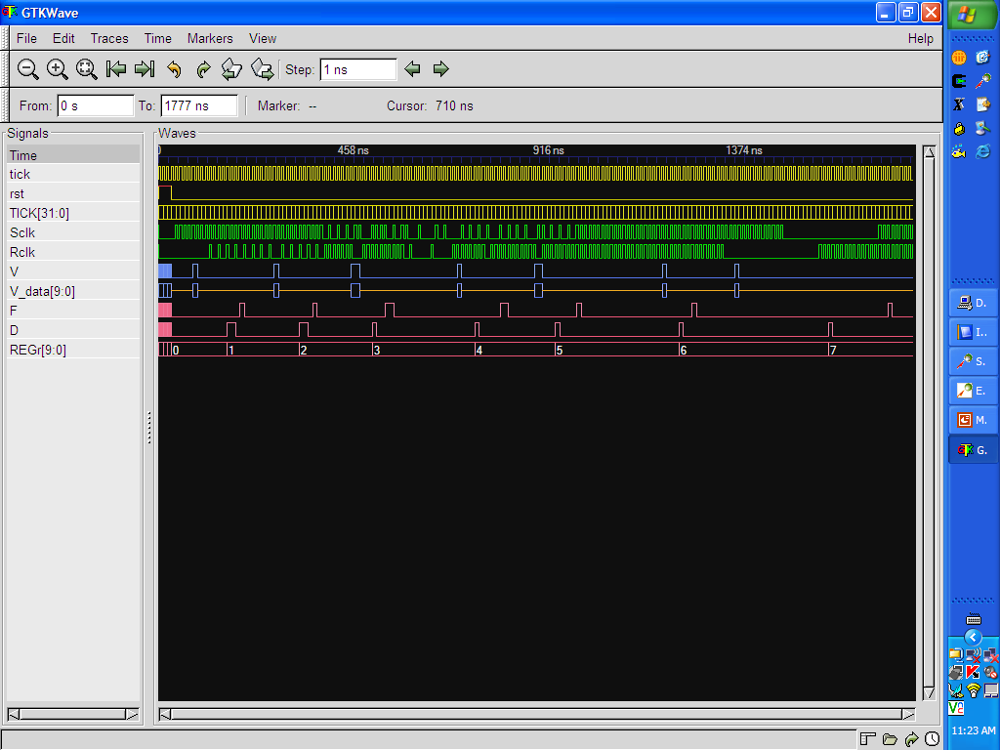 GTKWave
File Edit Traces Time Markers View Help
Step: 1 ns
From: 0 s To: 1777 ns Marker: -- Cursor: 710 ns
Signals
Waves
Time
458 ns 916 ns 1374 ns
tick
rst
TICK[31:0]
Sclk
Rclk
V
V_data[9:0]
F
D
REGr[9:0]
0 1 2 3 4 5 6 7
D.
I..
S.
E.
M.
G.
V2
11:23 AM